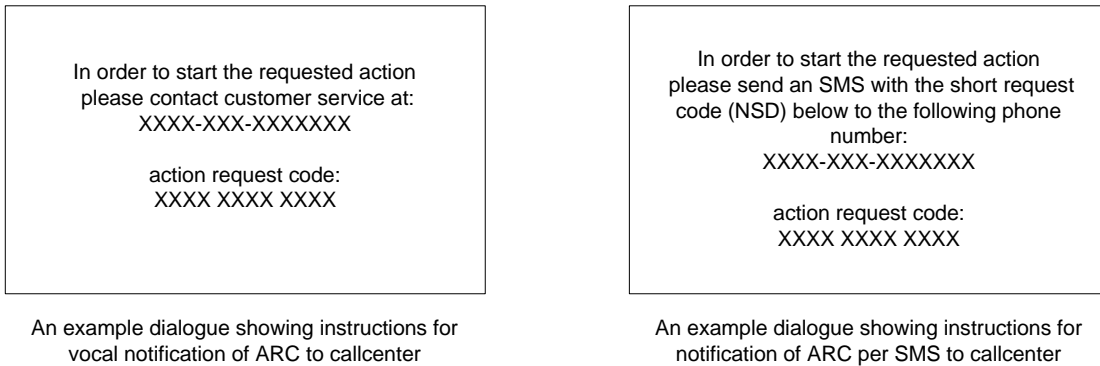 In order to start the requested action
please contact customer service at:
XXXX-XXX-XXXXXXX
action request code:
XXXX XXXX XXXX
An example dialogue showing instructions for
vocal notification of ARC to callcenter
In order to start the requested action
please send an SMS with the short request
code (NSD) below to the following phone
number:
XXXX-XXX-XXXXXXX
action request code:
XXXX XXXX XXXX
An example dialogue showing instructions for
notification of ARC per SMS to callcenter